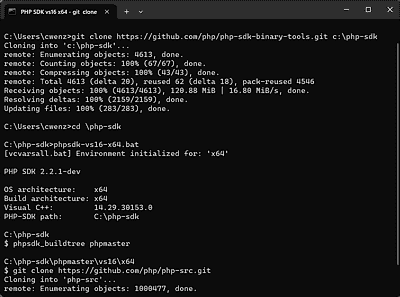 PHP SDK vs16 x64 - git clone
C:\Users\cwenz>git clone https://github.com/php/php-sdk-binary-tools.git c:\php-sdk
Cloning into 'c:\php-sdk'...
remote: Enumerating objects: 4613, done.
remote: Counting objects: 100% (67/67), done.
remote: Compressing objects: 100% (43/43), done.
remote: Total 4613 (delta 20), reused 62 (delta 18), pack-reused 4546
Receiving objects: 100% (4613/4613), 120.88 MiB | 16.80 MiB/s, done.
Resolving deltas: 100% (2159/2159), done.
Updating files: 100% (283/283), done.
C:\Users\cwenz>cd \php-sdk
C:\php-sdk>phpsdk-vs16-x64.bat
[vcvarsall.bat] Environment initialized for: 'x64'
PHP SDK 2.2.1-dev
OS architecture: x64
Build architecture: x64
Visual C++: 14.29.30153.0
PHP-SDK path: C:\php-sdk
C:\php-sdk
$ phpsdk_buildtree phpmaster
C:\php-sdk\phpmaster\vs16\x64
$ git clone https://github.com/php/php-src.git
Cloning into 'php-src'...
remote: Enumerating objects: 1000477, done.